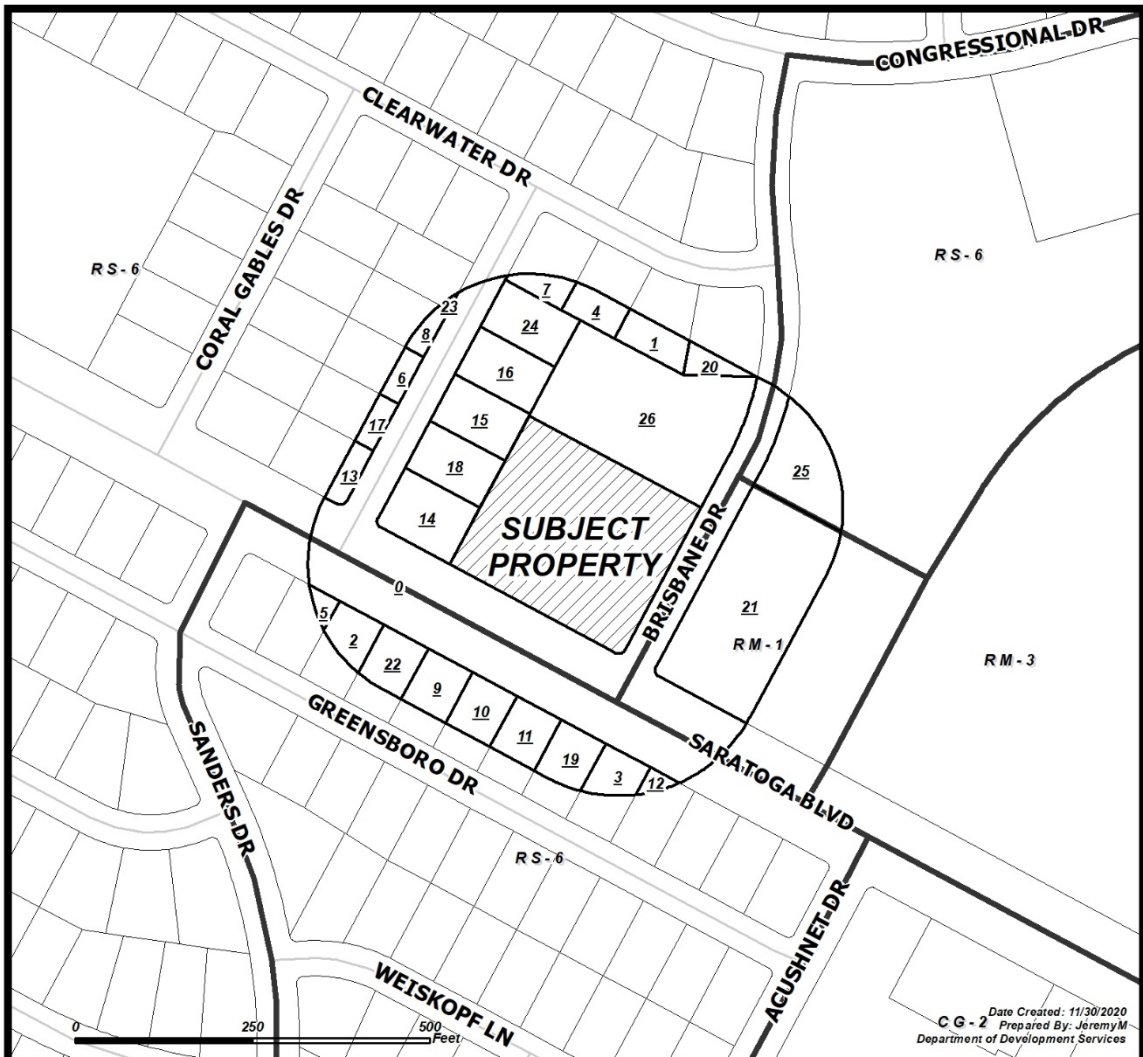 CONGRESSIONAL DR
CLEARWATER DR
CORAL GABLES DR
RS-6
RS-6
23
7
4
8
24
1
20
6
16
26
17
15
25
13
18
14
SUBJECT
PROPERTY
BRISBANE DR
0
21
RM-1
RM-3
5
2
22
9
10
11
19
3
12
GREENSBORO DR
SANDERS DR
SARATOGA BLVD
RS-6
AGUSHNET DR
WEISKOPF LN
0 250 500
Feet
CG-2
Date Created: 11/30/2020
Prepared By: JeremyM
Department of Development Services